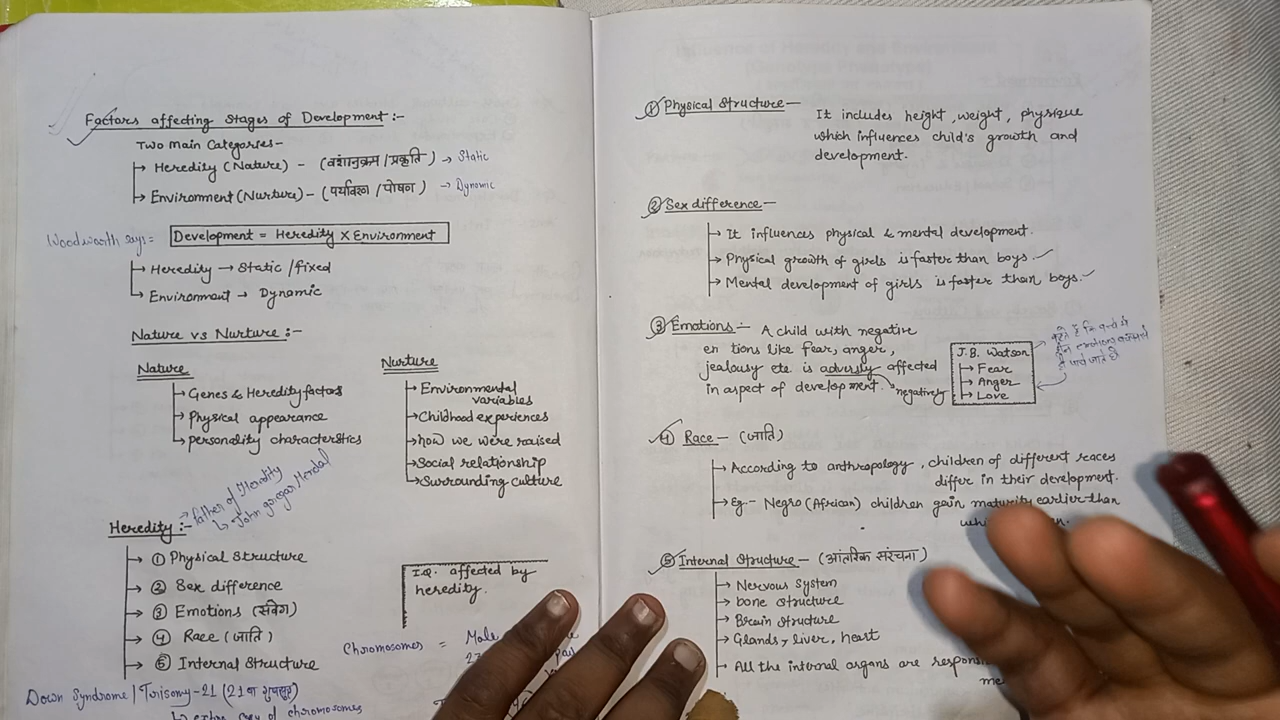 Factors affecting Stages of Development:-
Two Main Categories-
Heredity (Nature) - (वंशानुक्रम/प्रकृति) → Static
Environment (Nurture) - (पर्यावरण/पोषण) → Dynamic
Woodworth says = Development = Heredity X Environment
Heredity → Static/fixed
Environment → Dynamic
Nature vs Nurture:-
Nature
Genes & Heredity factors
Physical appearance
personality characterstics
Nurture
Environmental variables
Childhood experiences
how we were raised
Social relationship
Surrounding culture
Heredity:- → father of Heredity
↳ John gregor Mendal
① Physical Structure
② Sex difference
③ Emotions (संवेग)
④ Race (जाति)
⑤ Internal Structure
I.Q. affected by
heredity.
Chromosomes = Male
Down Syndrome/Trisomy-21 (21वा गुणसूत्र)
↳ extra copy of chromosomes
① Physical Structure— It includes height, weight, physique
which influences child's growth and
development.
② Sex difference—
It influences physical & mental development.
Physical growth of girls is faster than boys.
Mental development of girls is faster than boys.
③ Emotions— A child with negative
like fear, anger,
jealousy etc. is adversly affected
in aspect of development. negatively
J.B. Watson
Fear
Anger
Love
④ Race— (जाति)
According to anthropology, children of different races
differ in their development.
Eg- Negro (African) children gain maturity earlier than
⑤ Internal Structure— (आंतरिक संरचना)
Nervous System
bone structure
Brain structure
Glands, liver, heart
All the internal organs are